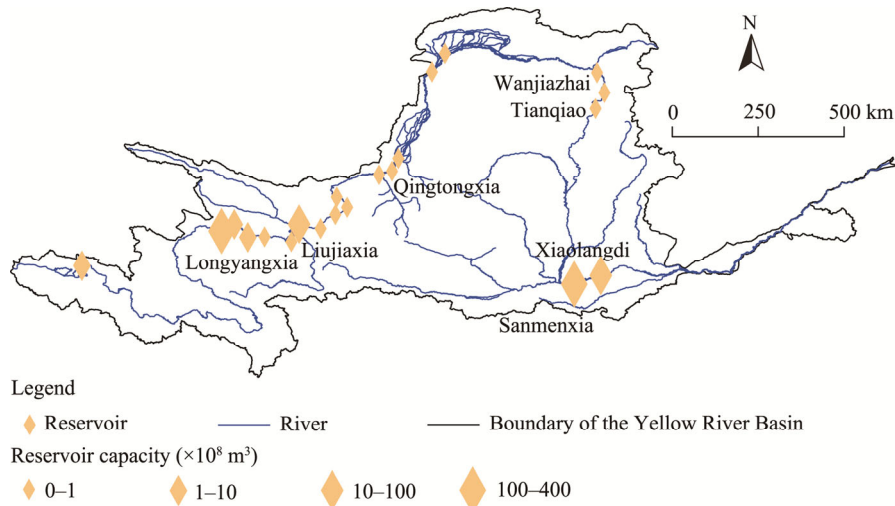 N
Wanjiazhai
Tianqiao
0 250 500 km
Qingtongxia
Xiaolangdi
Longyangxia
Liujiaxia
Sanmenxia
Legend
Reservoir River Boundary of the Yellow River Basin
Reservoir capacity (×10⁸ m³)
0–1 1–10 10–100 100–400